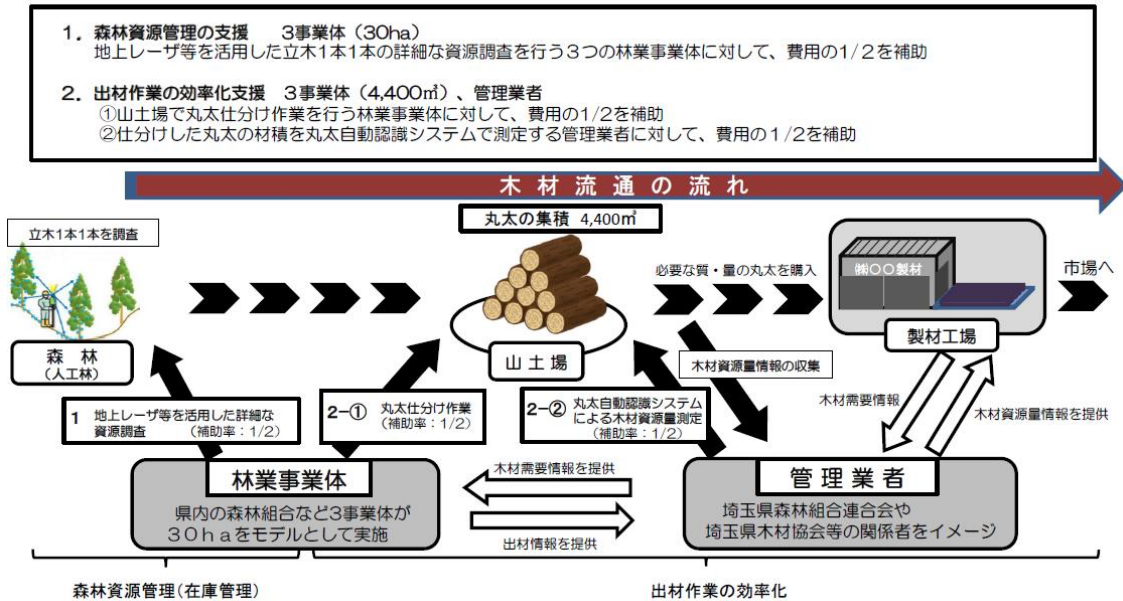 1．森林資源管理の支援　3事業体（30ha）
地上レーザ等を活用した立木1本1本の詳細な資源調査を行う3つの林業事業体に対して、費用の1/2を補助
2．出材作業の効率化支援　3事業体（4,400㎥）、管理業者
①山土場で丸太仕分け作業を行う林業事業体に対して、費用の1/2を補助
②仕分けした丸太の材積を丸太自動認識システムで測定する管理業者に対して、費用の1/2を補助
木材流通の流れ
立木1本1本を調査
丸太の集積 4,400㎥
必要な質・量の丸太を購入
㈱〇〇製材
市場へ
森林
（人工林）
山土場
製材工場
木材資源量情報の収集
1 地上レーザ等を活用した詳細な
資源調査　（補助率：1/2）
2-① 丸太仕分け作業
（補助率：1/2）
2-② 丸太自動認識システム
による木材資源量測定
（補助率：1/2）
木材需要情報
木材資源量情報を提供
林業事業体
県内の森林組合など3事業体が
30haをモデルとして実施
木材需要情報を提供
出材情報を提供
管理業者
埼玉県森林組合連合会や
埼玉県木材協会等の関係者をイメージ
森林資源管理(在庫管理)
出材作業の効率化